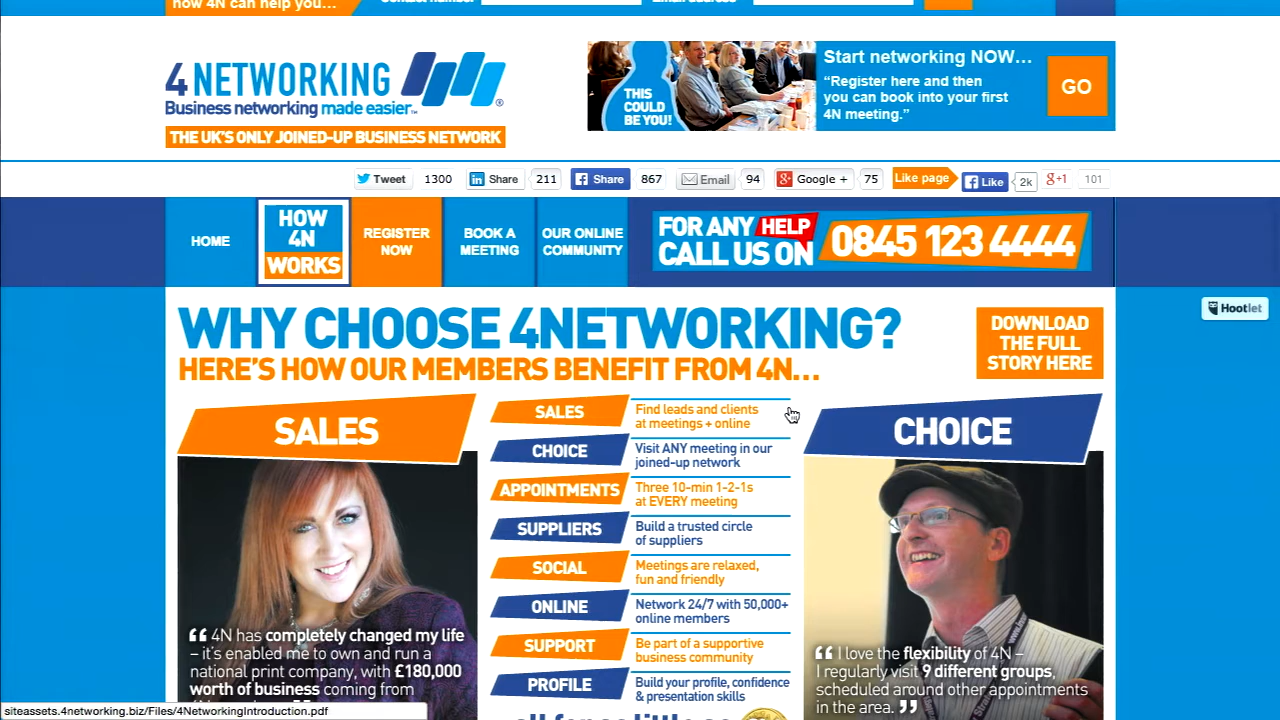 how 4N can help you...
4NETWORKING
Business networking made easier™
®
THE UK'S ONLY JOINED-UP BUSINESS NETWORK
THIS
COULD
BE YOU!
Start networking NOW...
“Register here and then
you can book into your first
4N meeting.”
GO
Tweet 1300 in Share 211 f Share 867 Email 94 g+ Google + 75 Like page f Like 2k g+1 101
HOME
HOW
4N
WORKS
REGISTER
NOW
BOOK A
MEETING
OUR ONLINE
COMMUNITY
FOR ANY HELP
CALL US ON
0845 123 4444
Hootlet
WHY CHOOSE 4NETWORKING?
HERE'S HOW OUR MEMBERS BENEFIT FROM 4N...
DOWNLOAD
THE FULL
STORY HERE
SALES
“4N has completely changed my life
– it's enabled me to own and run a
national print company, with £180,000
worth of business coming from
SALES
Find leads and clients
at meetings + online
CHOICE
Visit ANY meeting in our
joined-up network
APPOINTMENTS
Three 10-min 1-2-1s
at EVERY meeting
SUPPLIERS
Build a trusted circle
of suppliers
SOCIAL
Meetings are relaxed,
fun and friendly
ONLINE
Network 24/7 with 50,000+
online members
SUPPORT
Be part of a supportive
business community
PROFILE
Build your profile, confidence
& presentation skills
CHOICE
“I love the flexibility of 4N –
I regularly visit 9 different groups,
scheduled around other appointments
in the area.”
siteassets.4networking.biz/Files/4NetworkingIntroduction.pdf